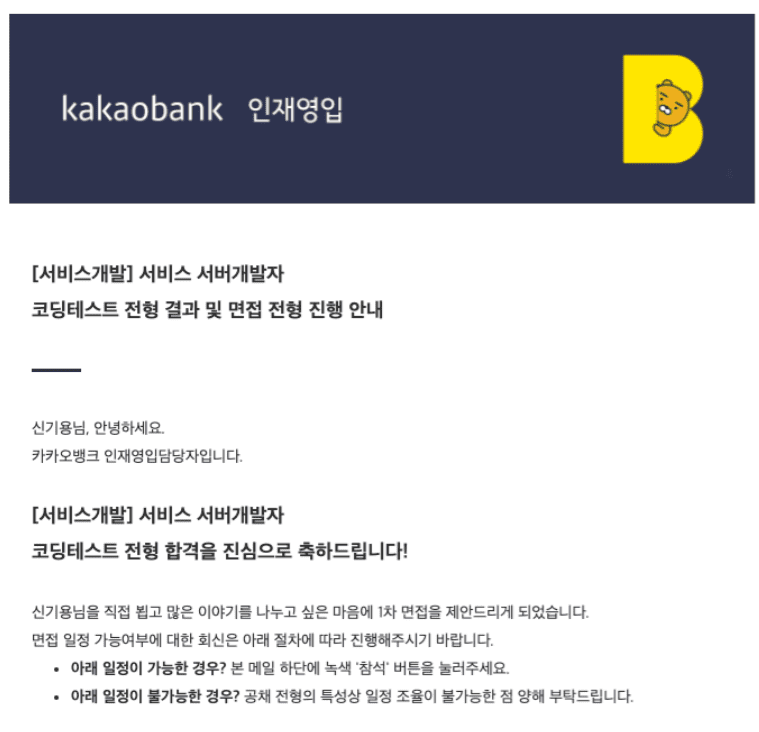 kakaobank 인재영입
B
[서비스개발] 서비스 서버개발자
코딩테스트 전형 결과 및 면접 전형 진행 안내
신기용님, 안녕하세요.
카카오뱅크 인재영입담당자입니다.
[서비스개발] 서비스 서버개발자
코딩테스트 전형 합격을 진심으로 축하드립니다!
신기용님을 직접 뵙고 많은 이야기를 나누고 싶은 마음에 1차 면접을 제안드리게 되었습니다.
면접 일정 가능여부에 대한 회신은 아래 절차에 따라 진행해주시기 바랍니다.
• 아래 일정이 가능한 경우? 본 메일 하단에 녹색 '참석' 버튼을 눌러주세요.
• 아래 일정이 불가능한 경우? 공채 전형의 특성상 일정 조율이 불가능한 점 양해 부탁드립니다.